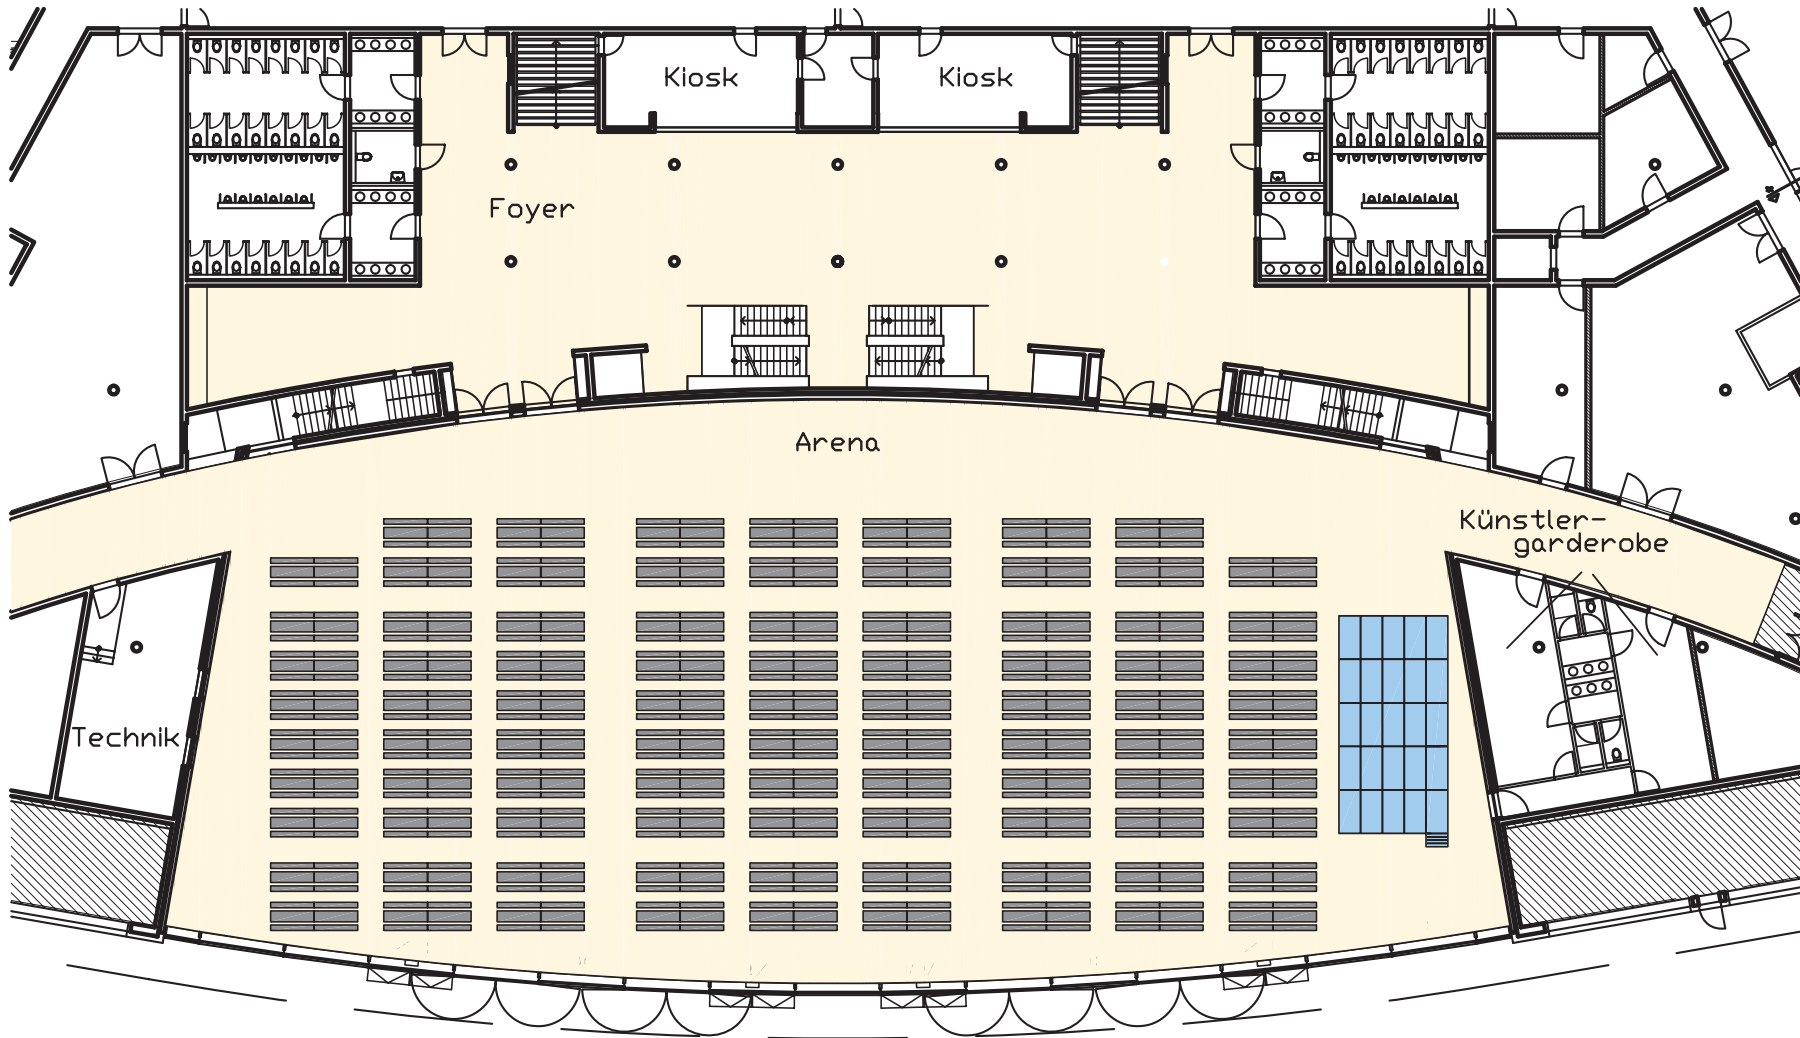 Kiosk
Kiosk
Foyer
Arena
Künstler-
garderobe
Technik